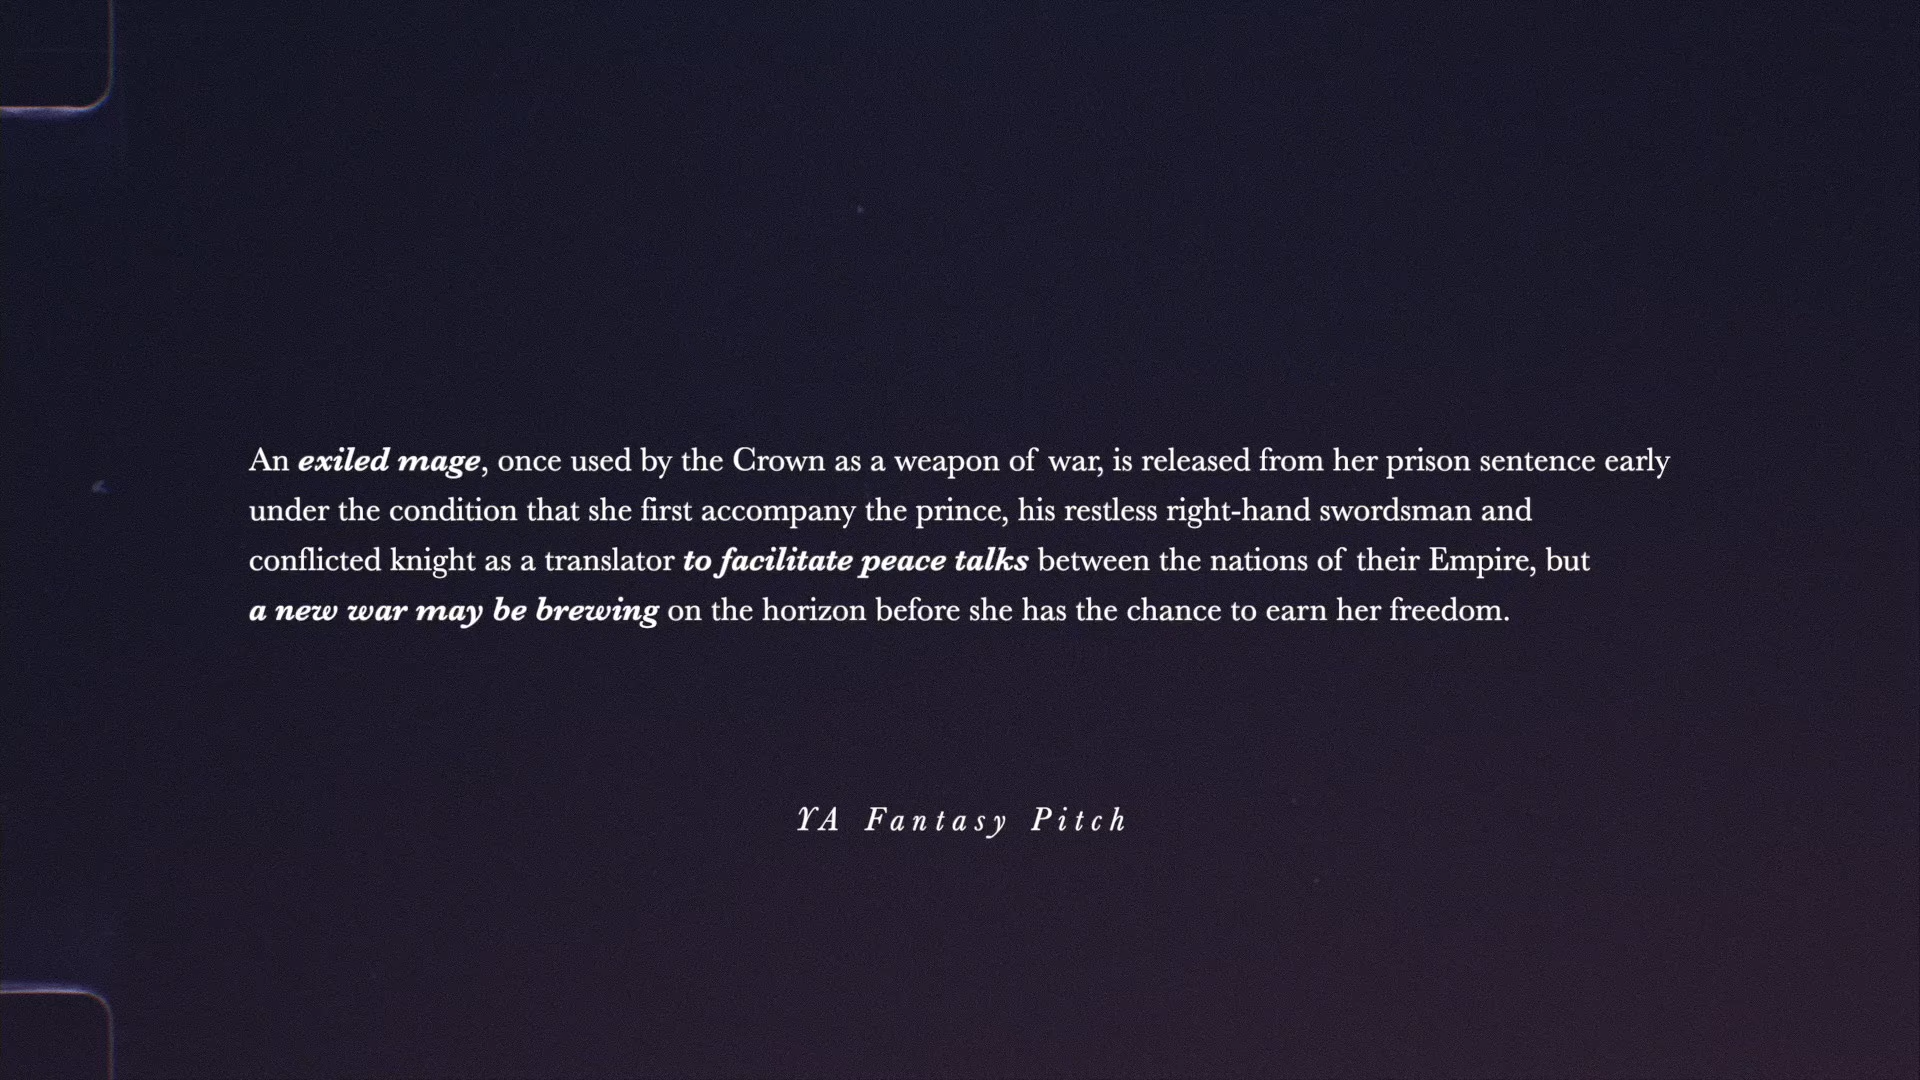 An exiled mage, once used by the Crown as a weapon of war, is released from her prison sentence early
under the condition that she first accompany the prince, his restless right-hand swordsman and
conflicted knight as a translator to facilitate peace talks between the nations of their Empire, but
a new war may be brewing on the horizon before she has the chance to earn her freedom.
YA Fantasy Pitch